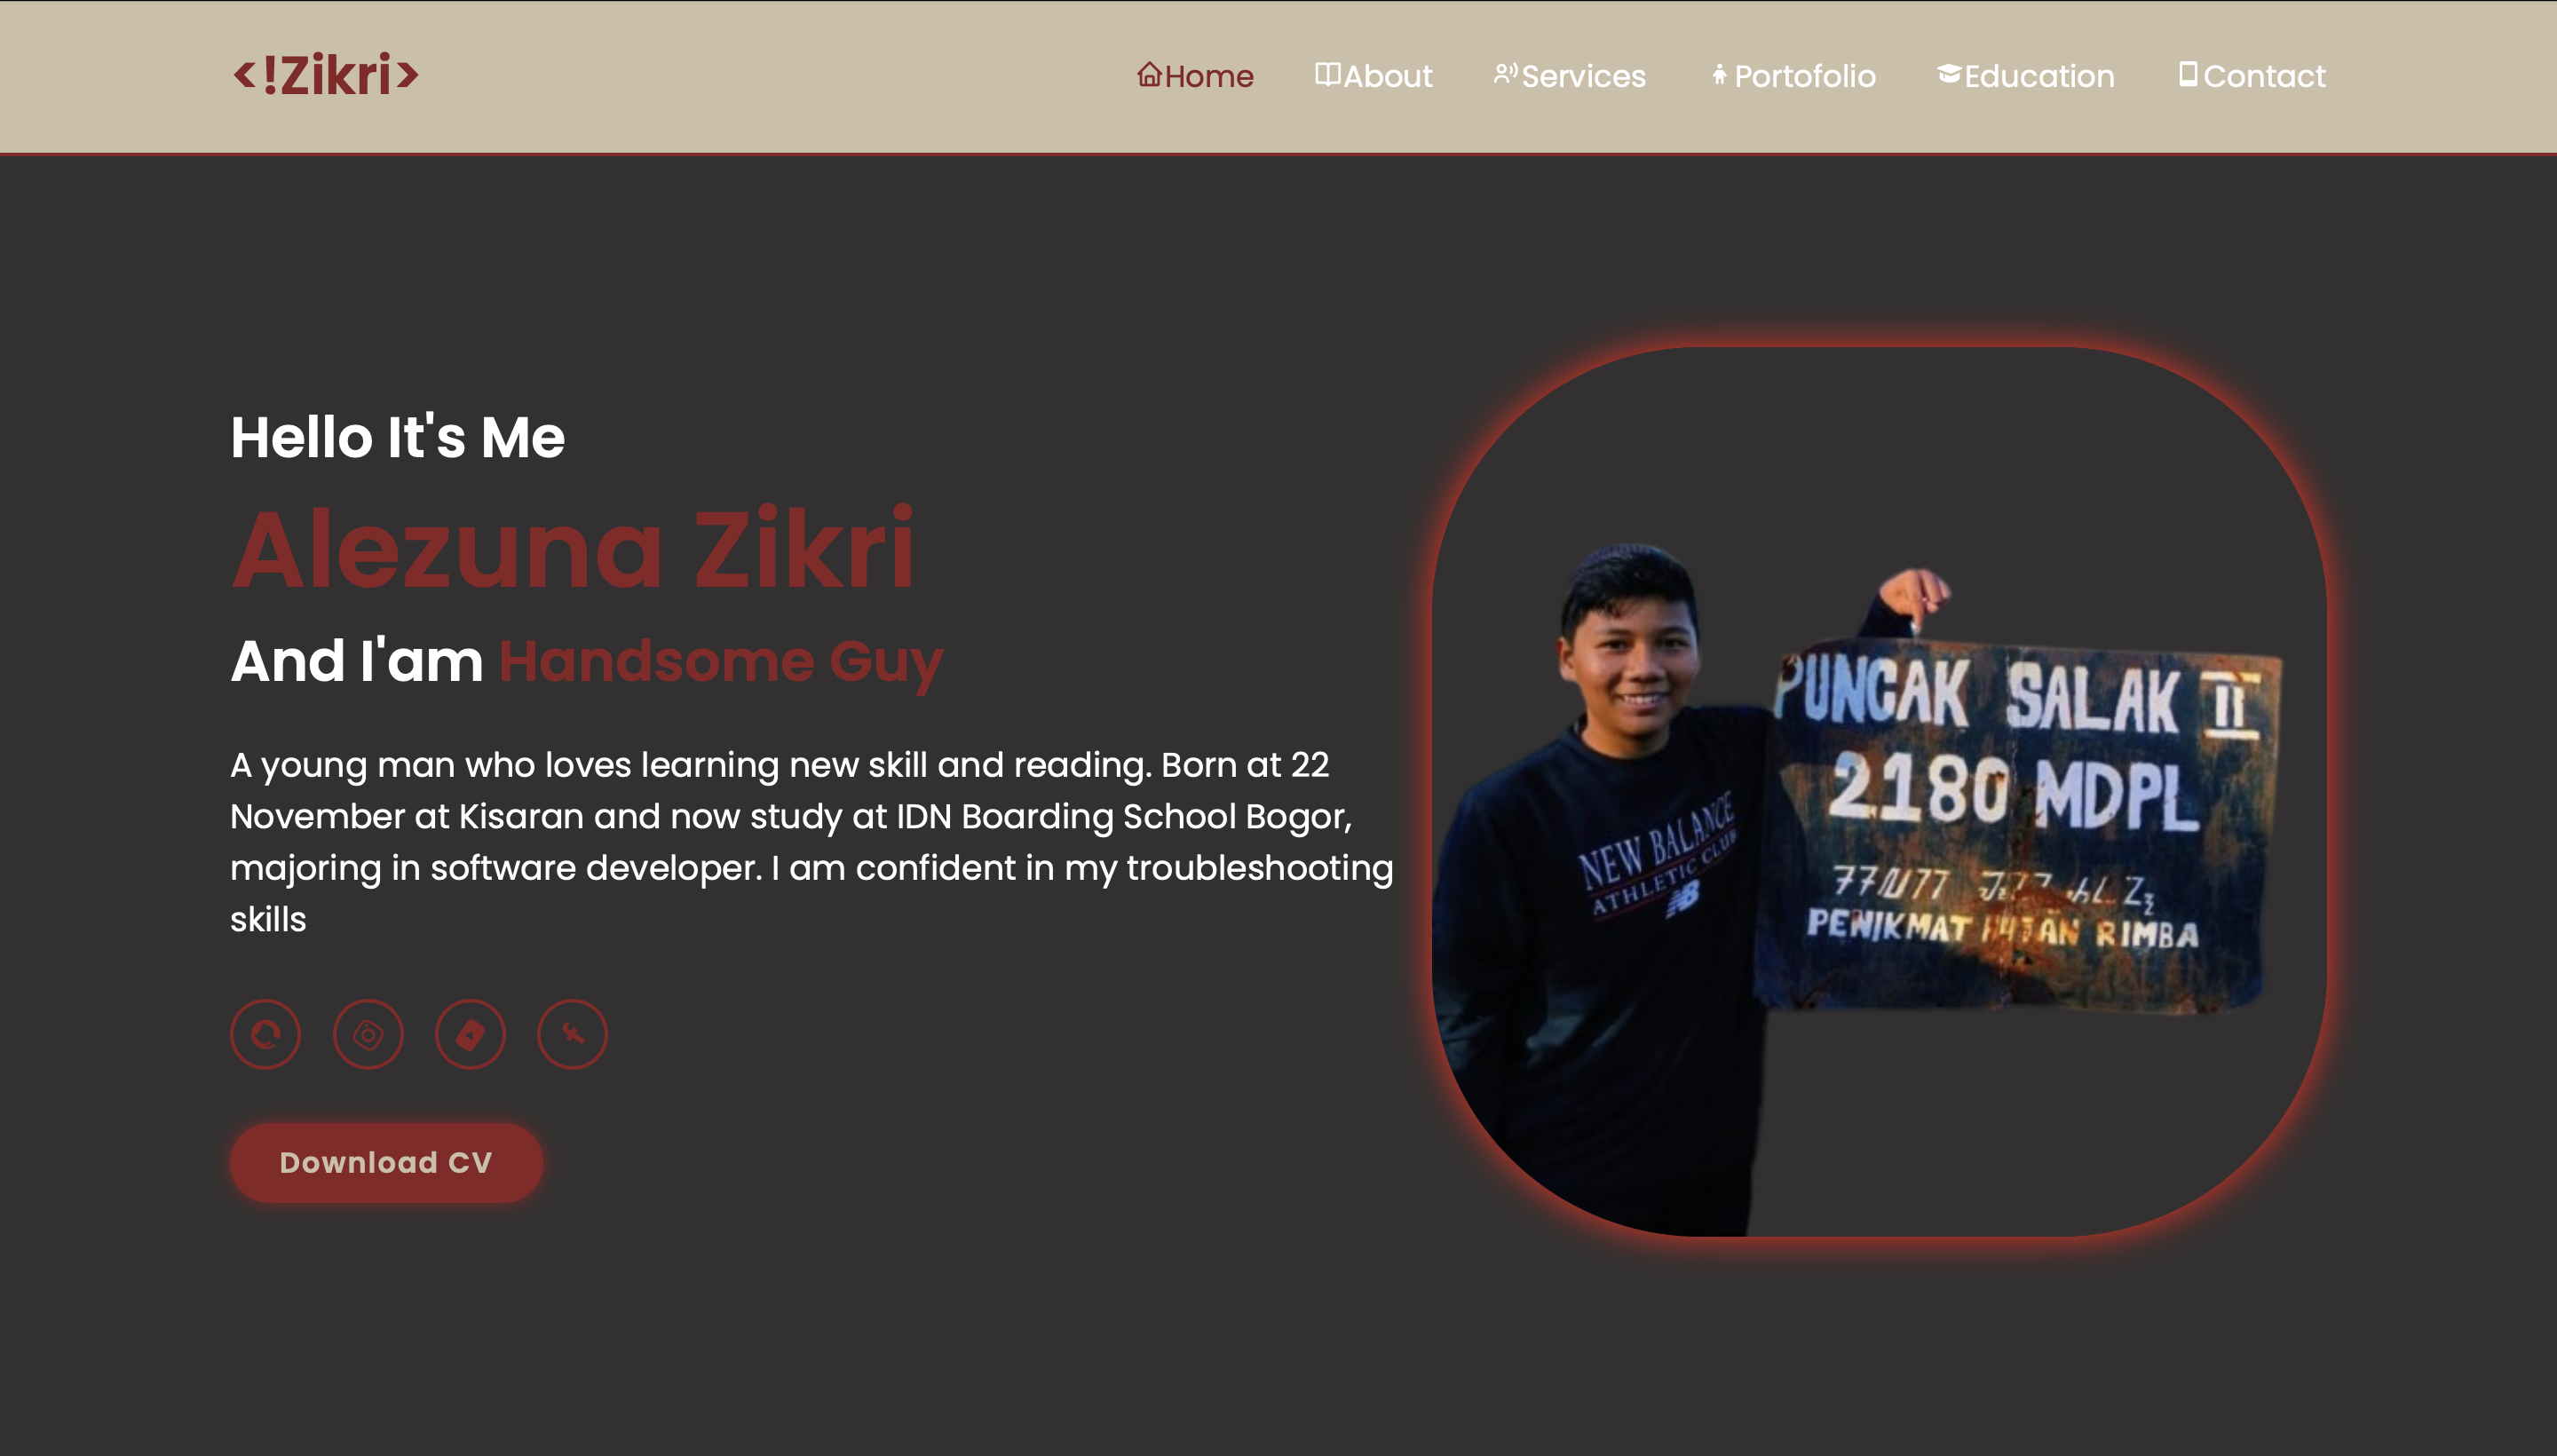 <!Zikri>
Home About Services Portofolio Education Contact
Hello It's Me
Alezuna Zikri
And I'am Handsome Guy
A young man who loves learning new skill and reading. Born at 22
November at Kisaran and now study at IDN Boarding School Bogor,
majoring in software developer. I am confident in my troubleshooting
skills
Download CV
PUNCAK SALAK II
2180 MDPL
PENIKMAT HUTAN RIMBA
NEW BALANCE
ATHLETIC CLUB
NB